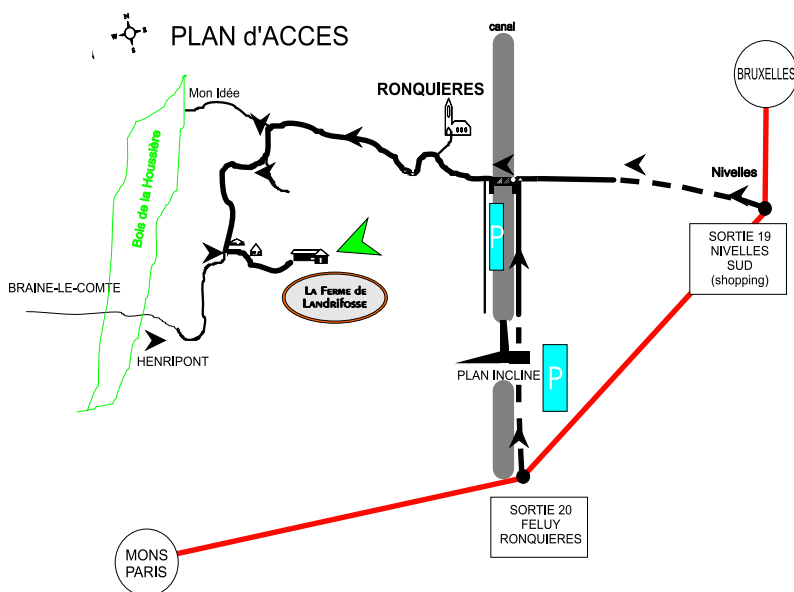 PLAN d'ACCES
N
E
S
W
canal
BRUXELLES
Mon Idée
RONQUIERES
Nivelles
Bois de la Houssière
P
SORTIE 19
NIVELLES
SUD
(shopping)
La Ferme de
Landrifosse
BRAINE-LE-COMTE
HENRIPONT
PLAN INCLINE
P
SORTIE 20
FELUY
RONQUIERES
MONS
PARIS